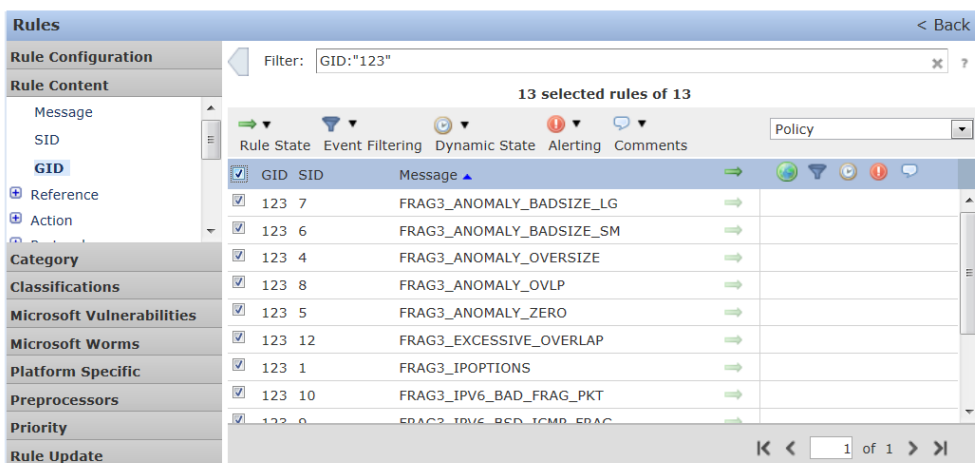 Rules
< Back
Rule Configuration
Filter: GID:"123"
?
Rule Content
13 selected rules of 13
Message
SID
GID
Reference
Action
Rule State Event Filtering Dynamic State Alerting Comments
Policy
GID SID Message
123 7 FRAG3_ANOMALY_BADSIZE_LG
123 6 FRAG3_ANOMALY_BADSIZE_SM
123 4 FRAG3_ANOMALY_OVERSIZE
123 8 FRAG3_ANOMALY_OVLP
123 5 FRAG3_ANOMALY_ZERO
123 12 FRAG3_EXCESSIVE_OVERLAP
123 1 FRAG3_IPOPTIONS
123 10 FRAG3_IPV6_BAD_FRAG_PKT
123 9 FRAG3_IPV6_BSD_ICMP_FRAG
Category
Classifications
Microsoft Vulnerabilities
Microsoft Worms
Platform Specific
Preprocessors
Priority
Rule Update
1 of 1